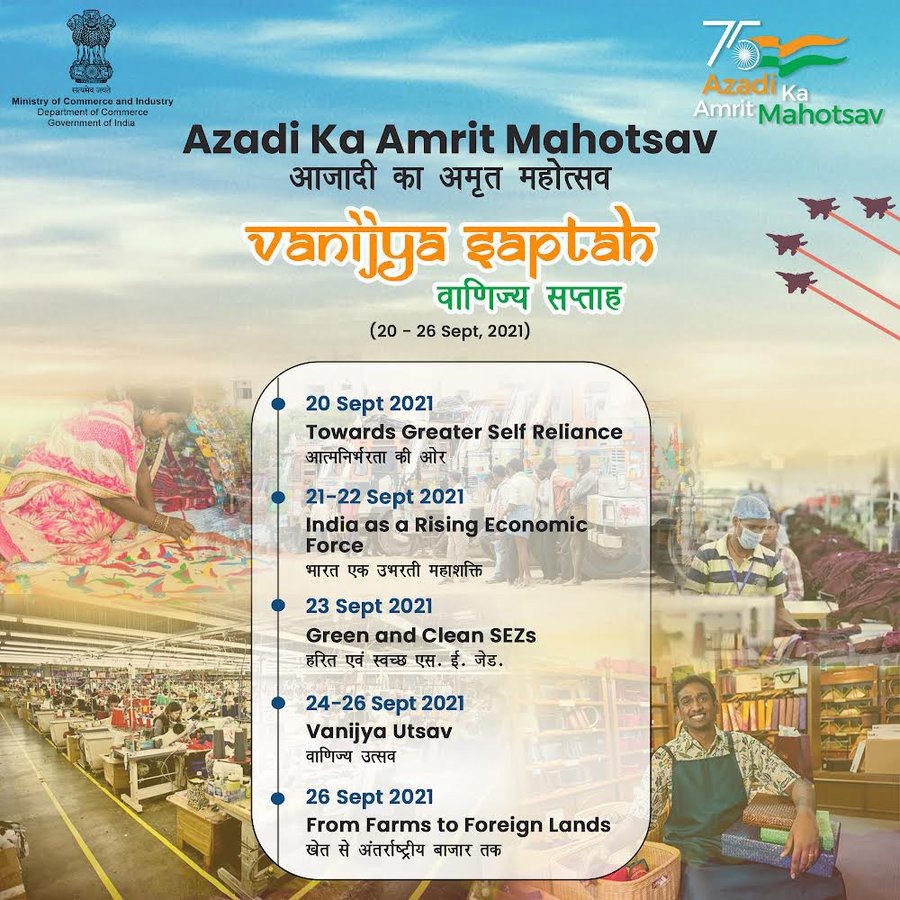 सत्यमेव जयते
Ministry of Commerce and Industry
Department of Commerce
Government of India
75
Azadi Ka
Amrit Mahotsav
Azadi Ka Amrit Mahotsav
आजादी का अमृत महोत्सव
vanijya saptah
वाणिज्य सप्ताह
(20 - 26 Sept, 2021)
20 Sept 2021
Towards Greater Self Reliance
आत्मनिर्भरता की ओर
21-22 Sept 2021
India as a Rising Economic
Force
भारत एक उभरती महाशक्ति
23 Sept 2021
Green and Clean SEZs
हरित एवं स्वच्छ एस. ई. जेड.
24-26 Sept 2021
Vanijya Utsav
वाणिज्य उत्सव
26 Sept 2021
From Farms to Foreign Lands
खेत से अंतर्राष्ट्रीय बाजार तक